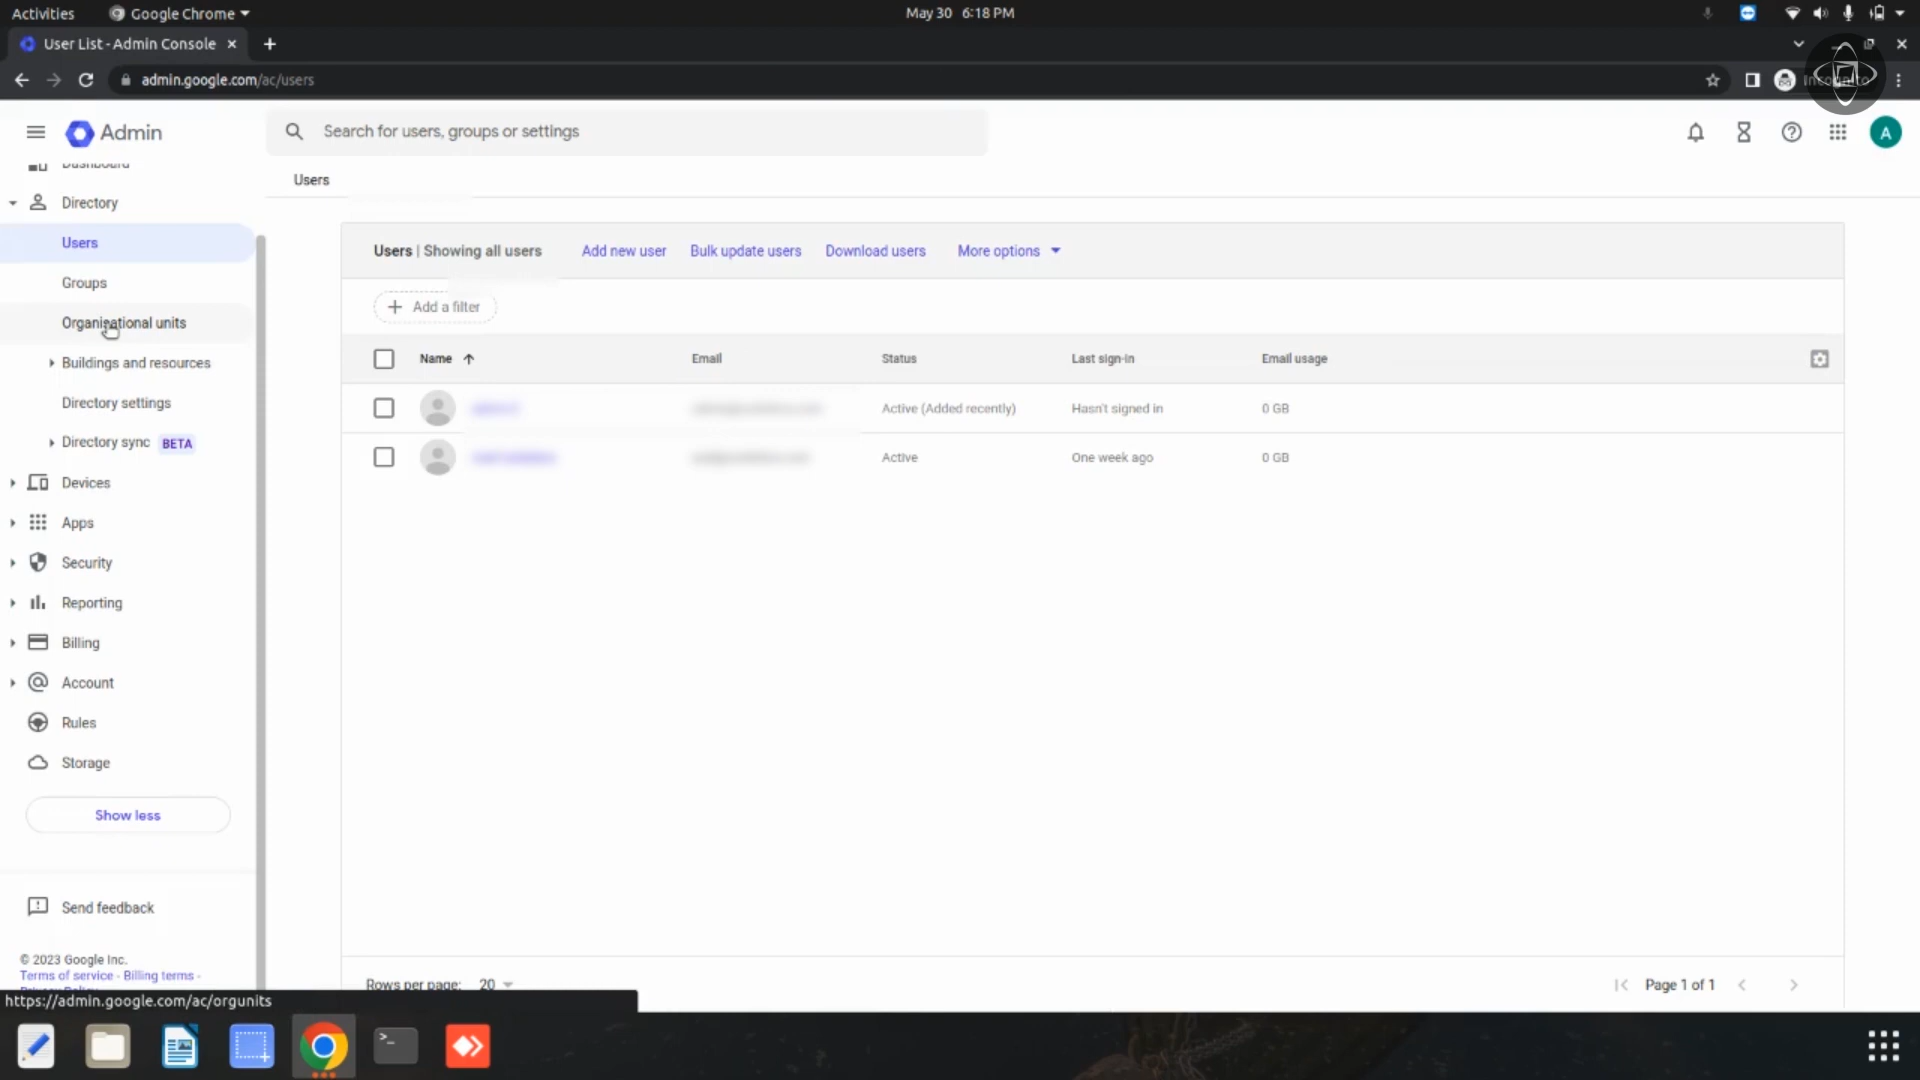 Activities
Google Chrome
May 30 6:18 PM
User List - Admin Console
admin.google.com/ac/users
Admin
Search for users, groups or settings
A
Dashboard
Users
Directory
Users
Groups
Organisational units
Buildings and resources
Directory settings
Directory sync BETA
Devices
Apps
Security
Reporting
Billing
Account
Rules
Storage
Show less
Send feedback
© 2023 Google Inc.
Terms of service - Billing terms -
https://admin.google.com/ac/orgunits
Users | Showing all users
Add new user
Bulk update users
Download users
More options
Add a filter
Name Email Status Last sign-in Email usage
Active (Added recently) Hasn't signed in 0 GB
Active One week ago 0 GB
Rows per page: 20
Page 1 of 1